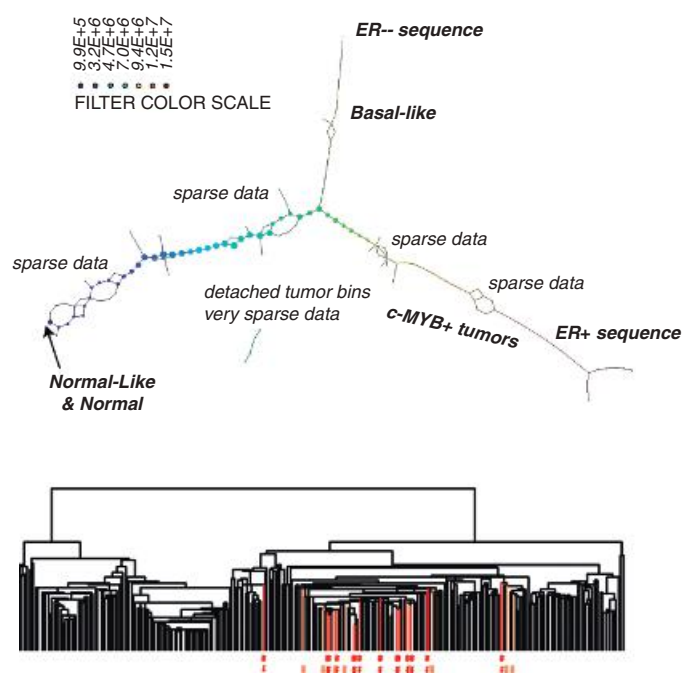 ER-- sequence
9.9E+5
3.2E+6
4.7E+6
7.0E+6
9.4E+6
1.2E+7
1.5E+7
FILTER COLOR SCALE
Basal-like
sparse data
sparse data
sparse data
sparse data
detached tumor bins
very sparse data
c-MYB+ tumors
ER+ sequence
Normal-Like
& Normal